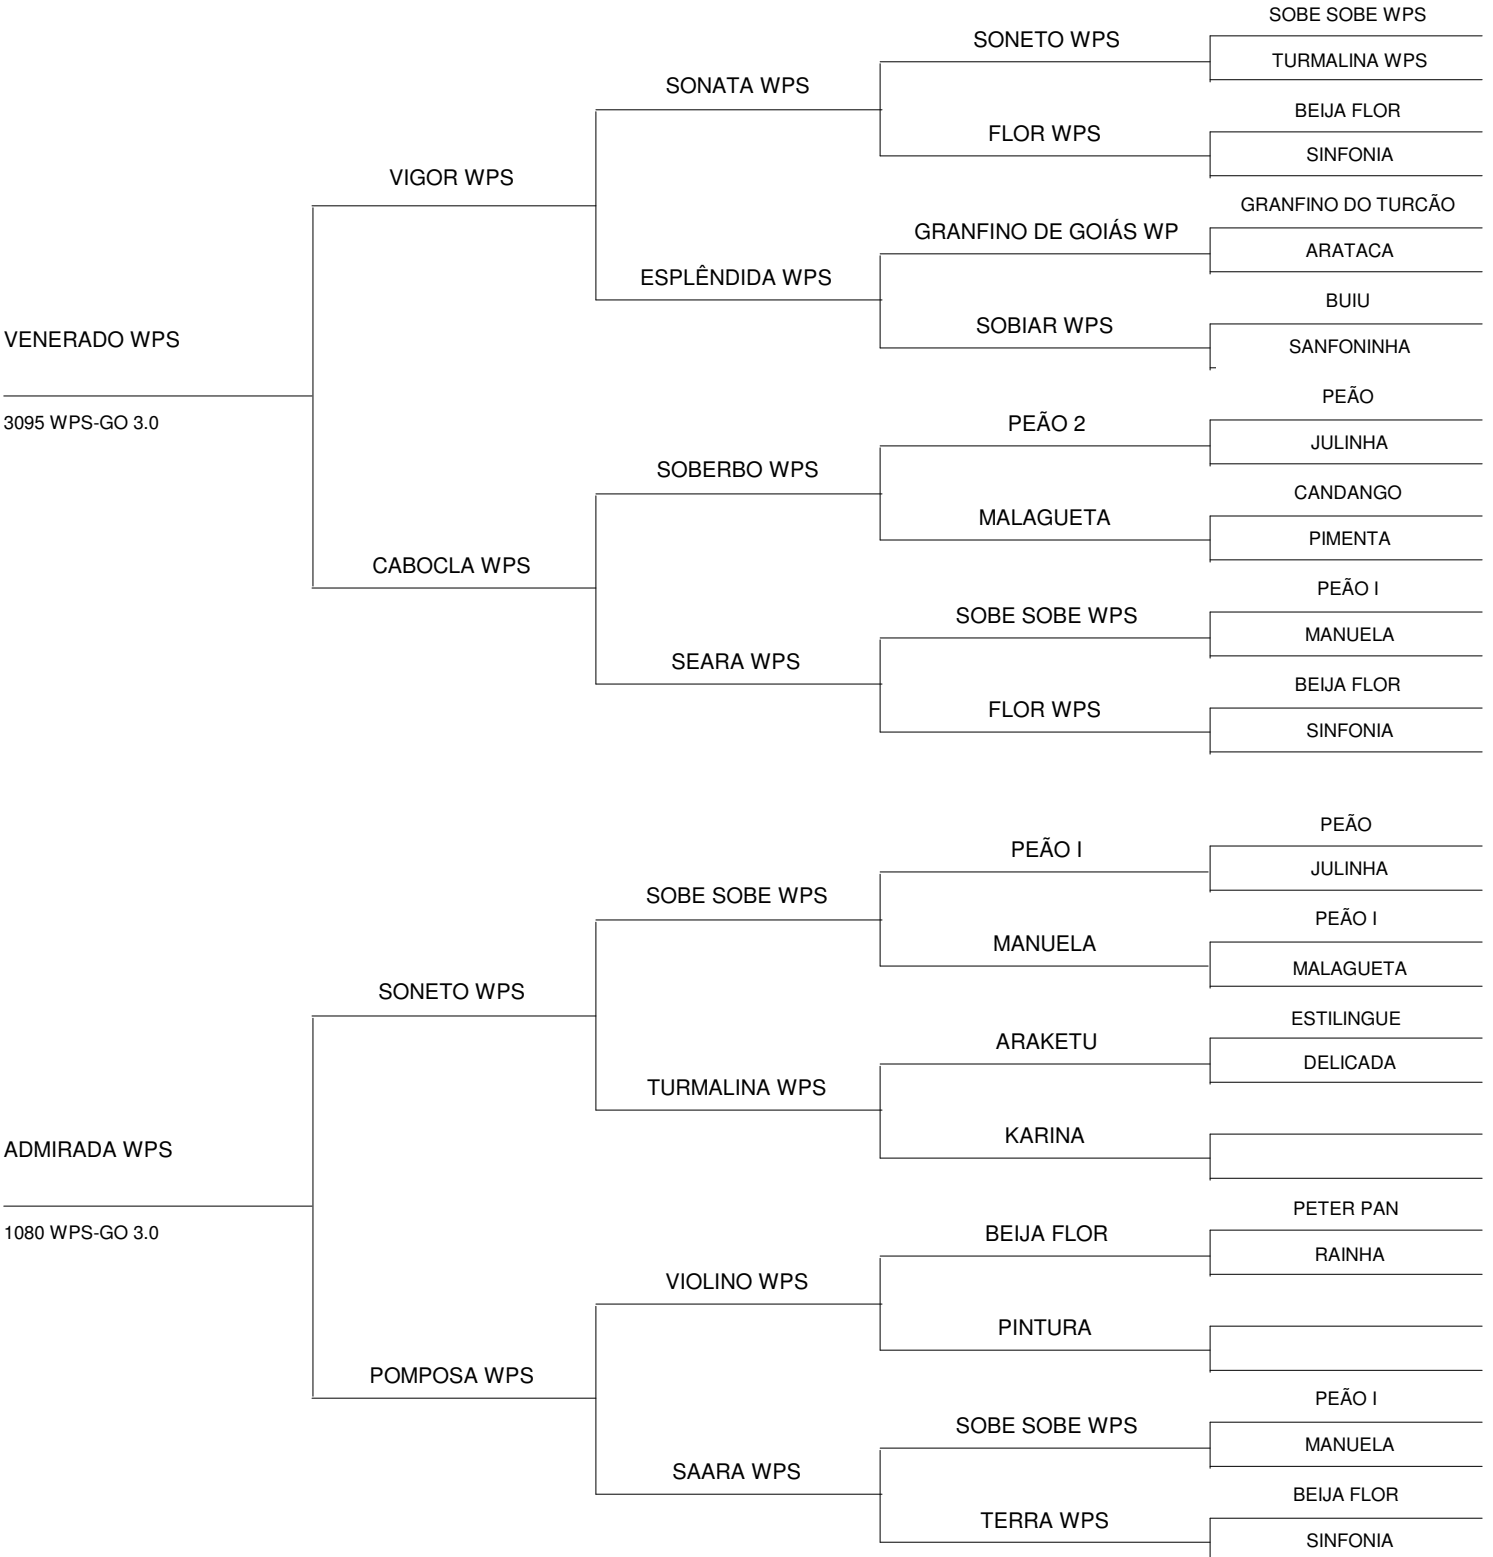 SOBE SOBE WPS
SONETO WPS
TURMALINA WPS
SONATA WPS
BEIJA FLOR
FLOR WPS
SINFONIA
VIGOR WPS
GRANFINO DO TURCÃO
GRANFINO DE GOIÁS WP
ARATACA
ESPLÊNDIDA WPS
BUIU
SOBIAR WPS
VENERADO WPS
SANFONINHA
PEÃO
3095 WPS-GO 3.0
PEÃO 2
JULINHA
SOBERBO WPS
CANDANGO
MALAGUETA
PIMENTA
CABOCLA WPS
PEÃO I
SOBE SOBE WPS
MANUELA
SEARA WPS
BEIJA FLOR
FLOR WPS
SINFONIA
PEÃO
PEÃO I
JULINHA
SOBE SOBE WPS
PEÃO I
MANUELA
MALAGUETA
SONETO WPS
ESTILINGUE
ARAKETU
DELICADA
TURMALINA WPS
KARINA
ADMIRADA WPS
PETER PAN
1080 WPS-GO 3.0
BEIJA FLOR
RAINHA
VIOLINO WPS
PINTURA
POMPOSA WPS
PEÃO I
SOBE SOBE WPS
MANUELA
SAARA WPS
BEIJA FLOR
TERRA WPS
SINFONIA